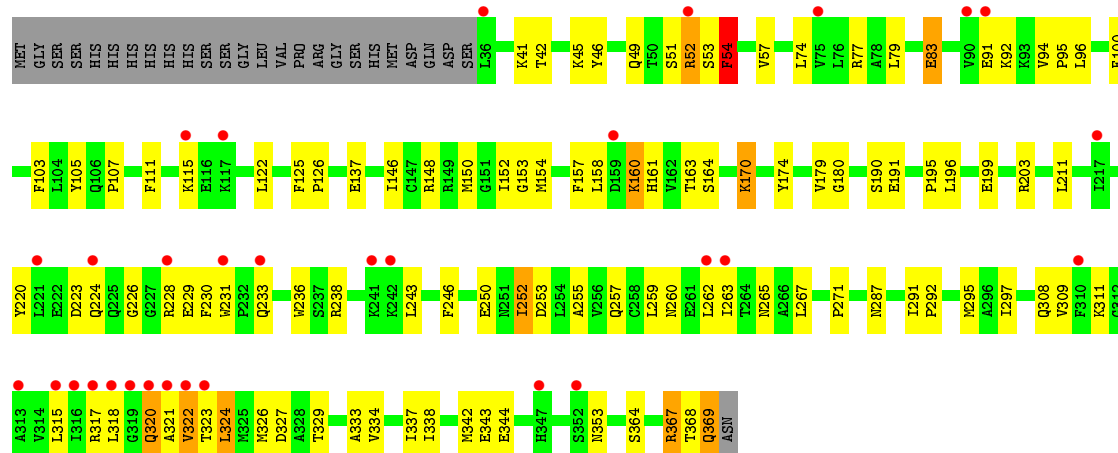 MET GLY SER SER HIS HIS HIS HIS HIS HIS SER SER GLY LEU VAL PRO ARG GLY SER HIS MET ASP GLN ASP SER L36 K41 T42 K45 Y46 Q49 T50 S51 R52 S53 F54 V57 L74 V75 L76 R77 A78 L79 E83 V90 E91 K92 K93 V94 P95 L96 E100
F103 L104 Y105 Q106 P107 F111 K115 E116 K117 L122 F125 P126 E137 I146 C147 R148 R149 M150 G151 I152 G153 M154 F157 L158 D159 K160 H161 V162 T163 S164 K170 Y174 V179 G180 S190 E191 P195 L196 E199 R203 L211 I217
Y220 L221 E222 D223 Q224 Q225 G226 G227 R228 E229 F230 W231 P232 Q233 W236 S237 R238 K241 K242 L243 F246 E250 N251 I252 D253 L254 A255 V256 Q257 C258 L259 N260 E261 L262 I263 T264 N265 A266 L267 P271 N287 I291 P292 M295 A296 I297 Q308 V309 F310 K311 G312
A313 V314 L315 I316 R317 L318 G319 Q320 A321 V322 T323 L324 M325 M326 D327 A328 T329 A333 V334 I337 I338 M342 E343 E344 H347 S352 N353 S364 R367 T368 Q369 ASN